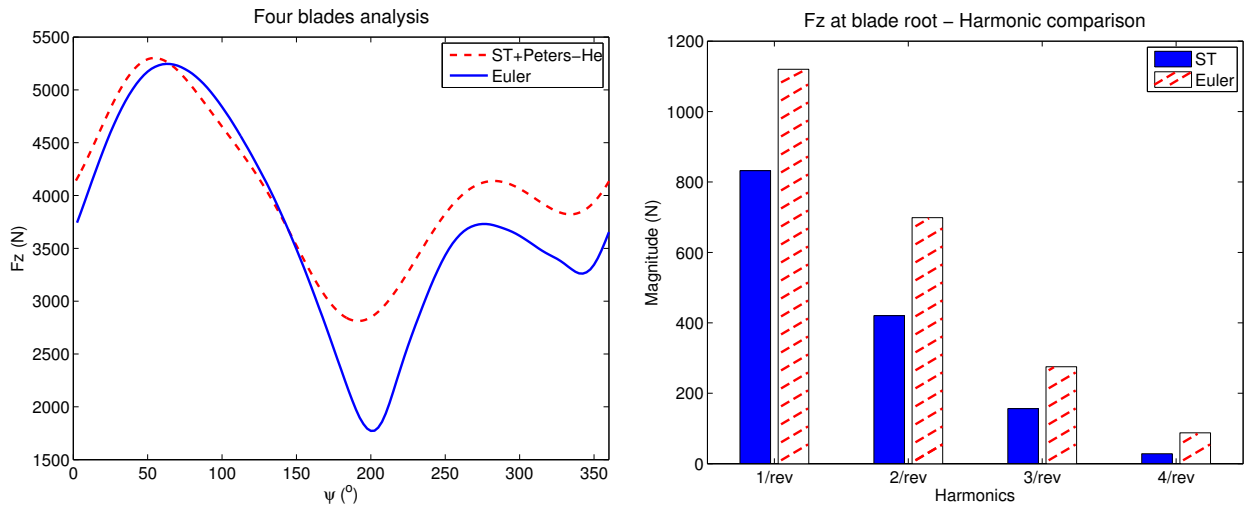 Four blades analysis
5500
5000
4500
4000
3500
3000
2500
2000
1500
Fz (N)
ST+Peters−He
Euler
0
50
100
150
200
250
300
350
ψ (°)
Fz at blade root − Harmonic comparison
1200
1000
800
600
400
200
0
Magnitude (N)
ST
Euler
1/rev
2/rev
3/rev
4/rev
Harmonics